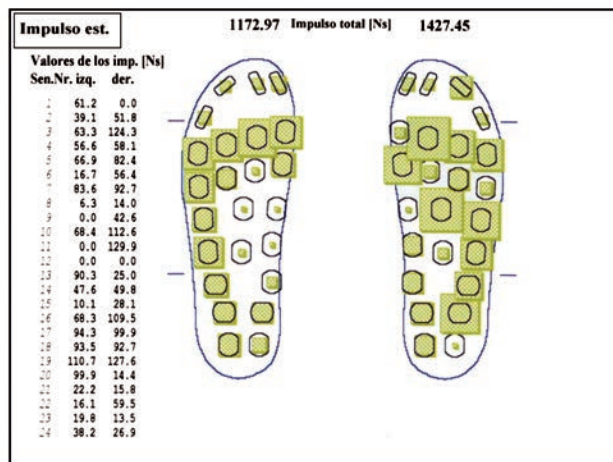 Impulso est.
1172.97 Impulso total [Ns] 1427.45
Valores de los imp. [Ns]
Sen.Nr. izq. der.
1 61.2 0.0
2 39.1 51.8
3 63.3 124.3
4 56.6 58.1
5 66.9 82.4
6 16.7 56.4
7 83.6 92.7
8 6.3 14.0
9 0.0 42.6
10 68.4 112.6
11 0.0 129.9
12 0.0 0.0
13 90.3 25.0
14 47.6 49.8
15 10.1 28.1
16 68.3 109.5
17 94.3 99.9
18 93.5 92.7
19 110.7 127.6
20 99.9 14.4
21 22.2 15.8
22 16.1 59.5
23 19.8 13.5
24 38.2 26.9